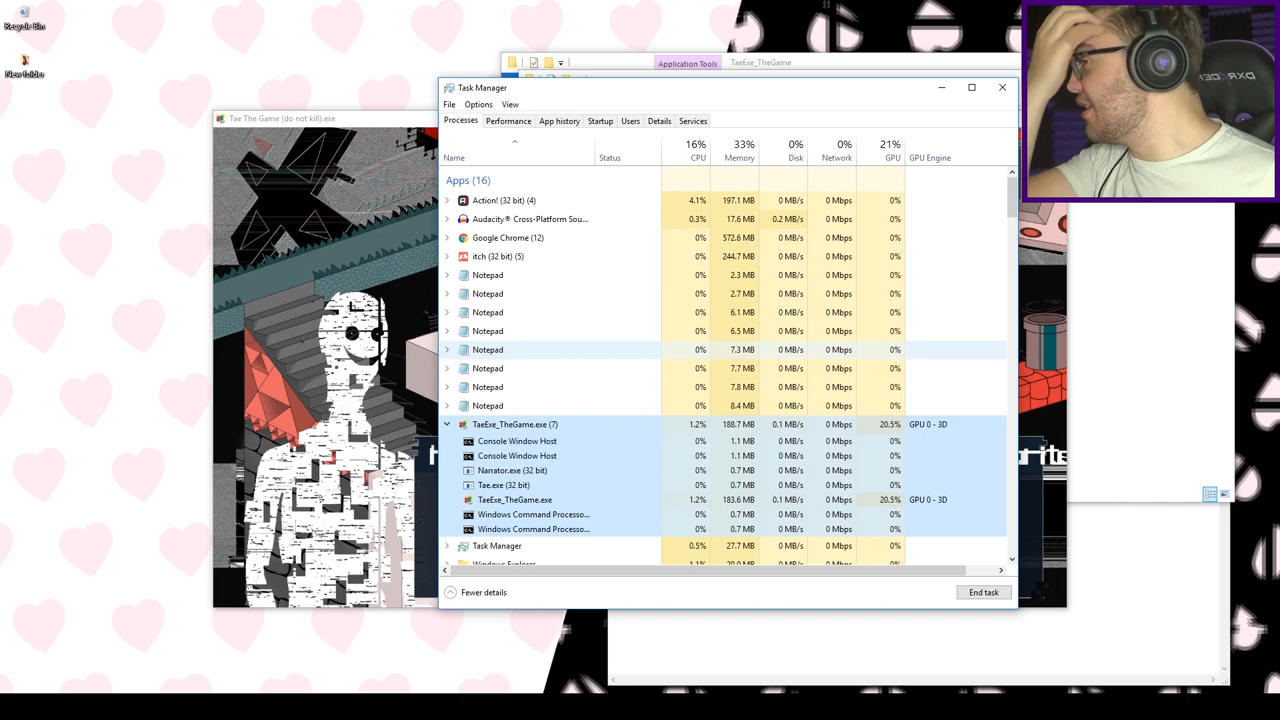 Recycle Bin
New folder
Application Tools TaeExe_TheGame
Tae The Game (do not kill).exe
Task Manager
File Options View
Processes Performance App history Startup Users Details Services
16% 33% 0% 0% 21%
Name Status CPU Memory Disk Network GPU GPU Engine
Apps (16)
Action! (32 bit) (4) 4.1% 197.1 MB 0 MB/s 0 Mbps 0%
Audacity® Cross-Platform Sou... 0.3% 17.6 MB 0.2 MB/s 0 Mbps 0%
Google Chrome (12) 0% 572.6 MB 0 MB/s 0 Mbps 0%
itch (32 bit) (5) 0% 244.7 MB 0 MB/s 0 Mbps 0%
Notepad 0% 2.3 MB 0 MB/s 0 Mbps 0%
Notepad 0% 2.7 MB 0 MB/s 0 Mbps 0%
Notepad 0% 6.1 MB 0 MB/s 0 Mbps 0%
Notepad 0% 6.5 MB 0 MB/s 0 Mbps 0%
Notepad 0% 7.3 MB 0 MB/s 0 Mbps 0%
Notepad 0% 7.7 MB 0 MB/s 0 Mbps 0%
Notepad 0% 7.8 MB 0 MB/s 0 Mbps 0%
Notepad 0% 8.4 MB 0 MB/s 0 Mbps 0%
TaeExe_TheGame.exe (7) 1.2% 188.7 MB 0.1 MB/s 0 Mbps 20.5% GPU 0 - 3D
Console Window Host 0% 1.1 MB 0 MB/s 0 Mbps 0%
Console Window Host 0% 1.1 MB 0 MB/s 0 Mbps 0%
Narrator.exe (32 bit) 0% 0.7 MB 0 MB/s 0 Mbps 0%
Tae.exe (32 bit) 0% 0.7 MB 0 MB/s 0 Mbps 0%
TaeExe_TheGame.exe 1.2% 183.6 MB 0.1 MB/s 0 Mbps 20.5% GPU 0 - 3D
Windows Command Processo... 0% 0.7 MB 0 MB/s 0 Mbps 0%
Windows Command Processo... 0% 0.7 MB 0 MB/s 0 Mbps 0%
Task Manager 0.5% 27.7 MB 0 MB/s 0 Mbps 0%
Windows Explorer 1.1% 29.9 MB 0 MB/s 0 Mbps 0%
Fewer details End task